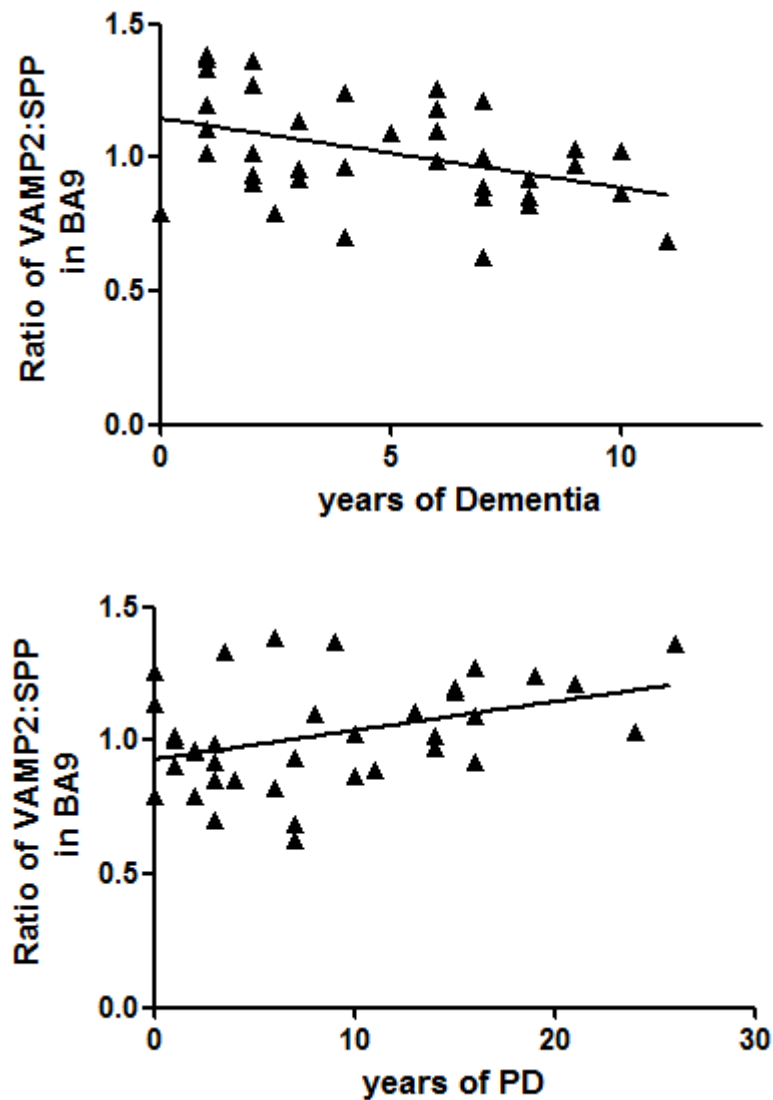 Ratio of VAMP2:SPP
in BA9
1.5
1.0
0.5
0.0
0 5 10
years of Dementia
Ratio of VAMP2:SPP
in BA9
1.5
1.0
0.5
0.0
0 10 20 30
years of PD